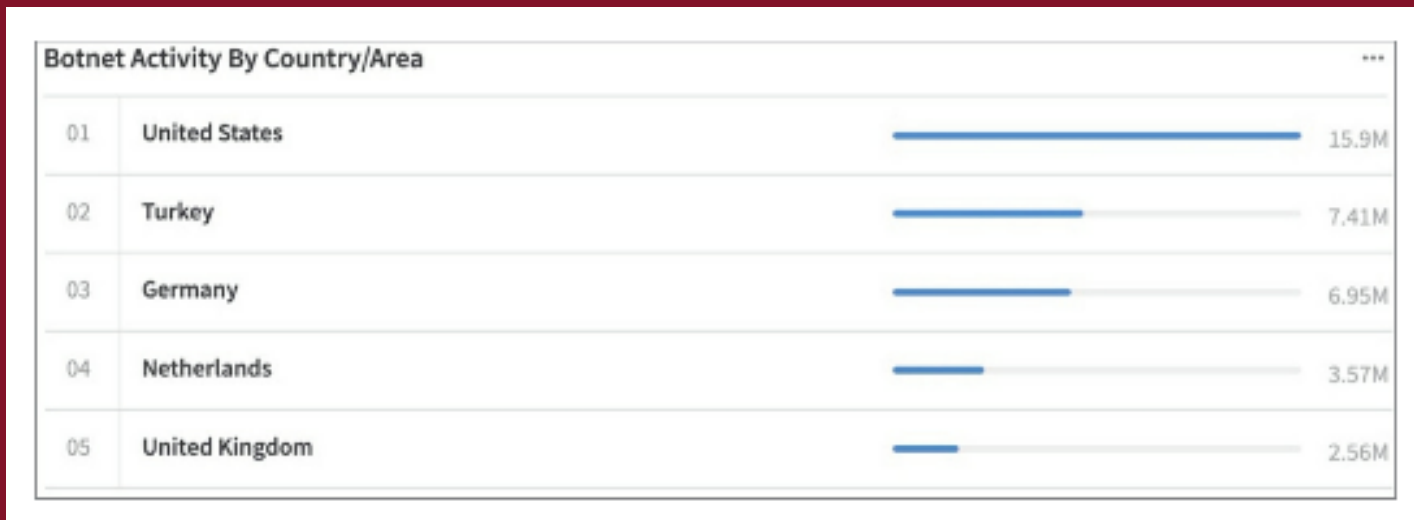 Botnet Activity By Country/Area ...
01 United States 15.9M
02 Turkey 7.41M
03 Germany 6.95M
04 Netherlands 3.57M
05 United Kingdom 2.56M